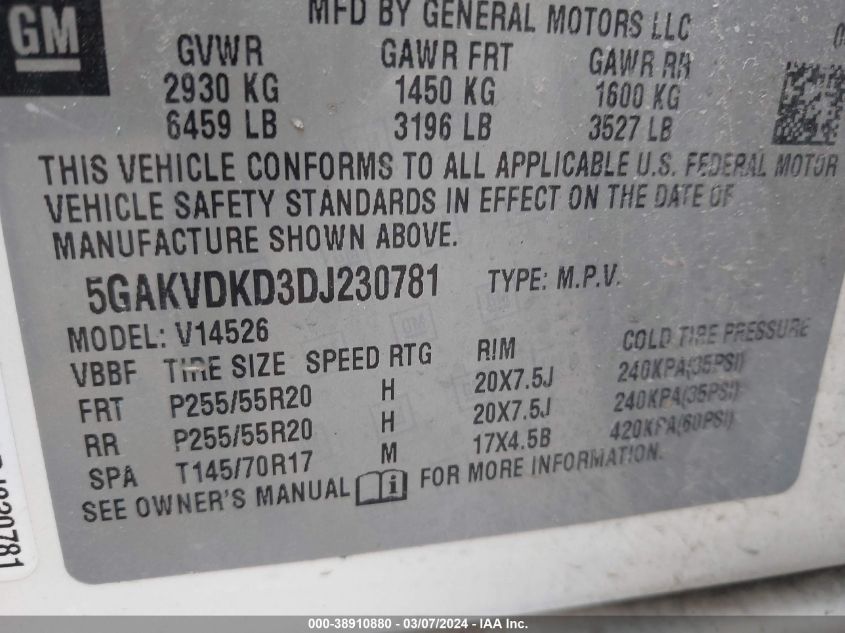 MFD BY GENERAL MOTORS LLC
GM
GVWR GAWR FRT GAWR RR
2930 KG 1450 KG 1600 KG
6459 LB 3196 LB 3527 LB
THIS VEHICLE CONFORMS TO ALL APPLICABLE U.S. FEDERAL MOTOR
VEHICLE SAFETY STANDARDS IN EFFECT ON THE DATE OF
MANUFACTURE SHOWN ABOVE.
5GAKVDKD3DJ230781 TYPE: M.P.V.
MODEL: V14526
VBBF TIRE SIZE SPEED RTG RIM COLD TIRE PRESSURE
FRT P255/55R20 H 20X7.5J 240KPA(35PSI)
RR P255/55R20 H 20X7.5J 240KPA(35PSI)
SPA T145/70R17 M 17X4.5B 420KPA(60PSI)
SEE OWNER'S MANUAL i FOR MORE INFORMATION.
000-38910880 - 03/07/2024 - IAA Inc.